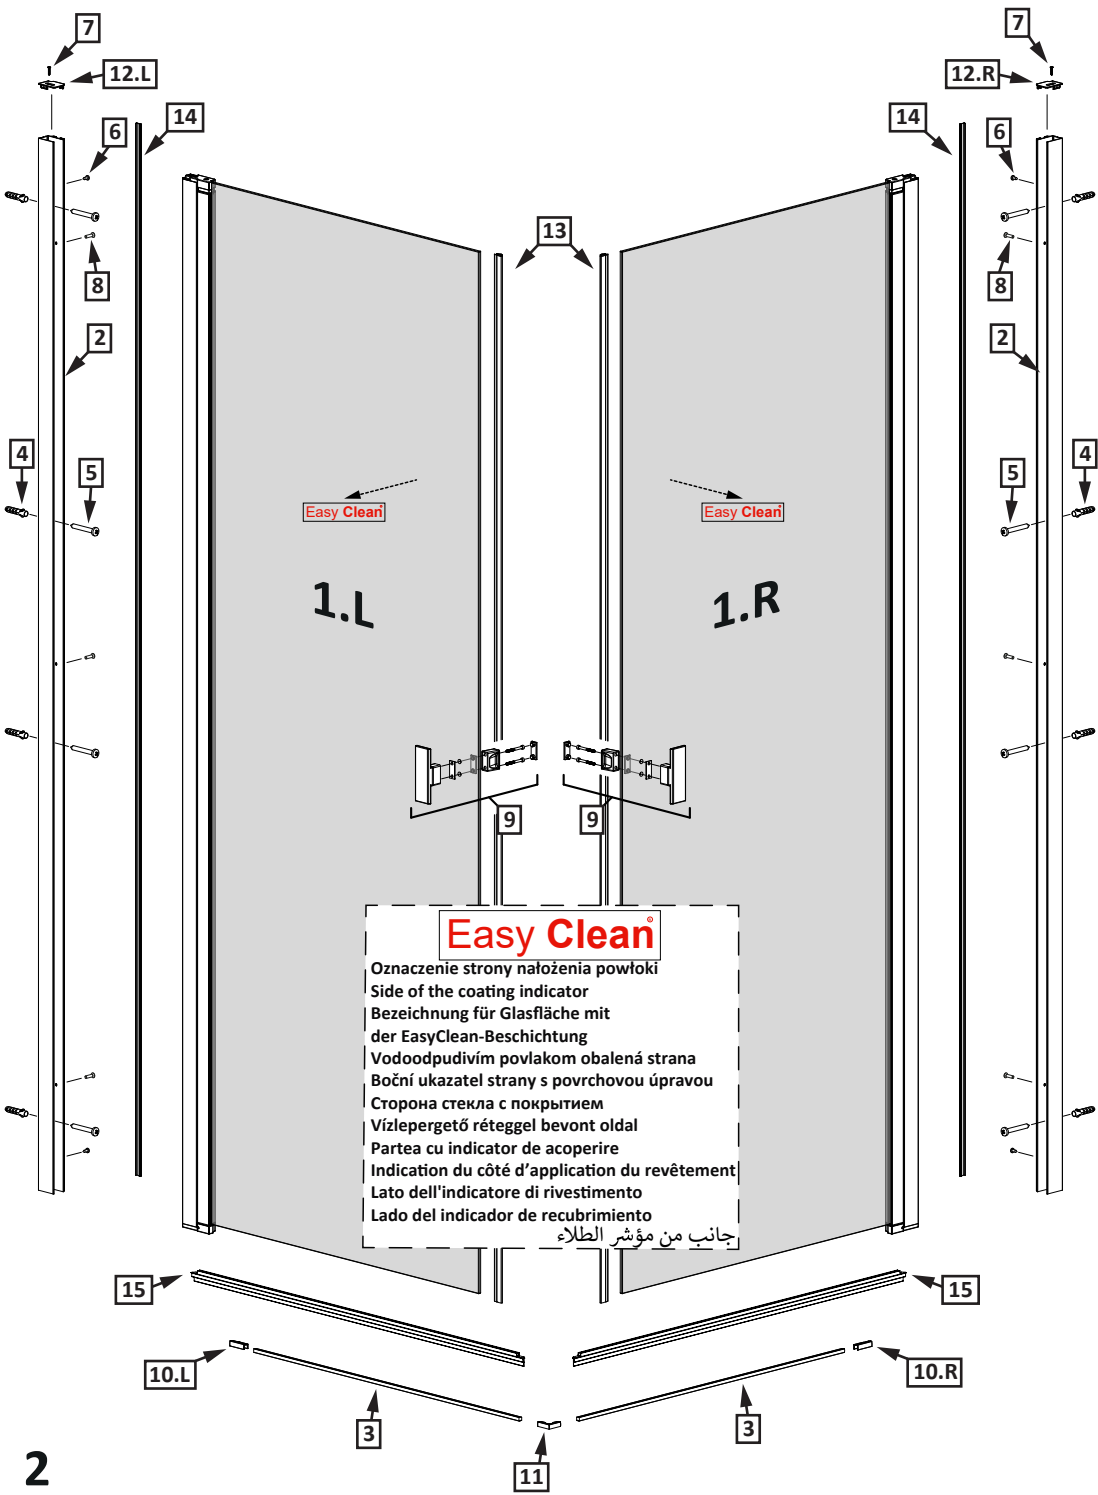 7
7
12.L
12.R
14
14
6
6
13
8
8
2
2
4
5
5
4
Easy Clean
Easy Clean
1.L
1.R
9
9
Easy Clean®
Oznaczenie strony nałożenia powłoki
Side of the coating indicator
Bezeichnung für Glasfläche mit
der EasyClean-Beschichtung
Vodoodpudivím povlakom obalená strana
Boční ukazatel strany s povrchovou úpravou
Сторона стекла с покрытием
Vízlepergető réteggel bevont oldal
Partea cu indicator de acoperire
Indication du côté d’application du revêtement
Lato dell'indicatore di rivestimento
Lado del indicador de recubrimiento
جانب من مؤشر الطلاء
15
15
10.L
10.R
3
3
11
2